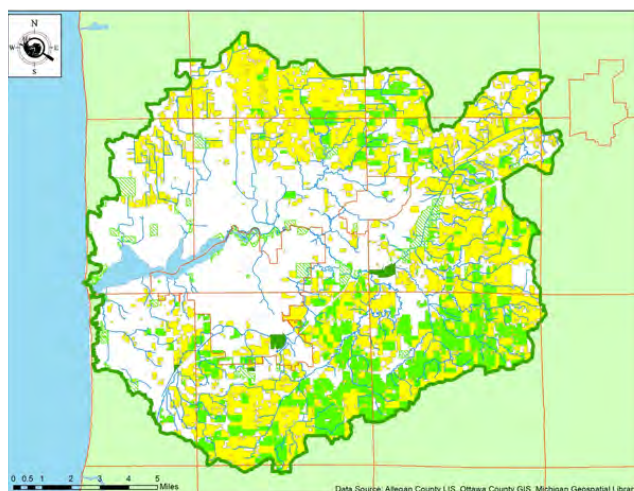 N
W E
S
0 0.5 1 2 3 4 5
Miles
Data Source: Allegan County LIS, Ottawa County GIS, Michigan Geospatial Librar